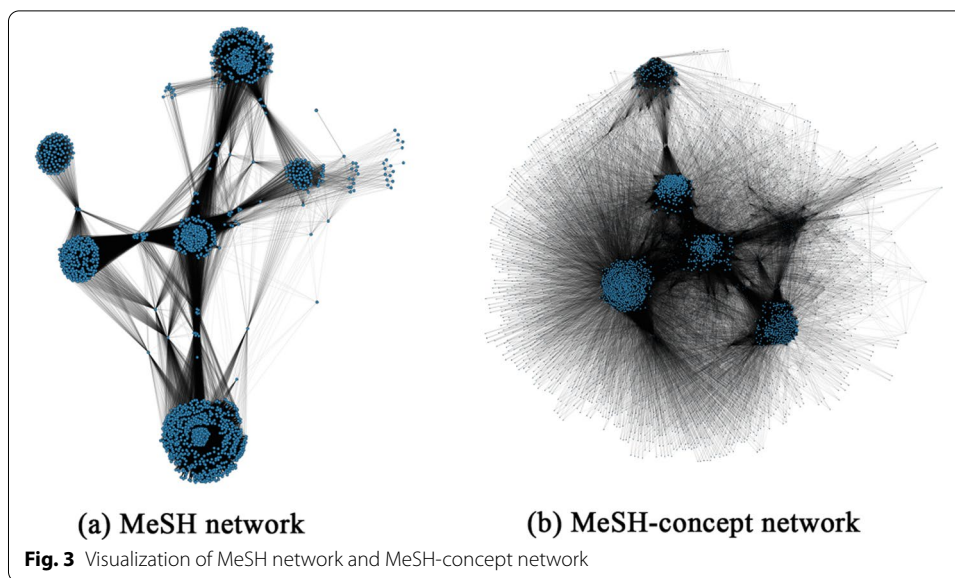 (a) MeSH network
(b) MeSH-concept network
Fig. 3 Visualization of MeSH network and MeSH-concept network